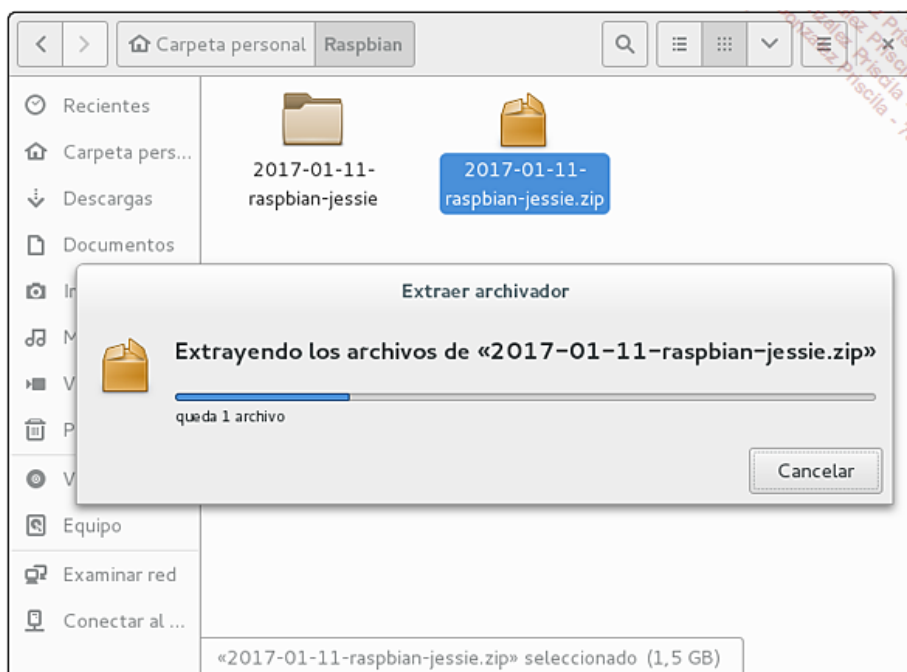 Carpeta personal Raspbian
Recientes
Carpeta pers...
Descargas
Documentos
2017-01-11-
raspbian-jessie
2017-01-11-
raspbian-jessie.zip
Extraer archivador
Extrayendo los archivos de «2017-01-11-raspbian-jessie.zip»
queda 1 archivo
Cancelar
Equipo
Examinar red
Conectar al ...
«2017-01-11-raspbian-jessie.zip» seleccionado (1,5 GB)